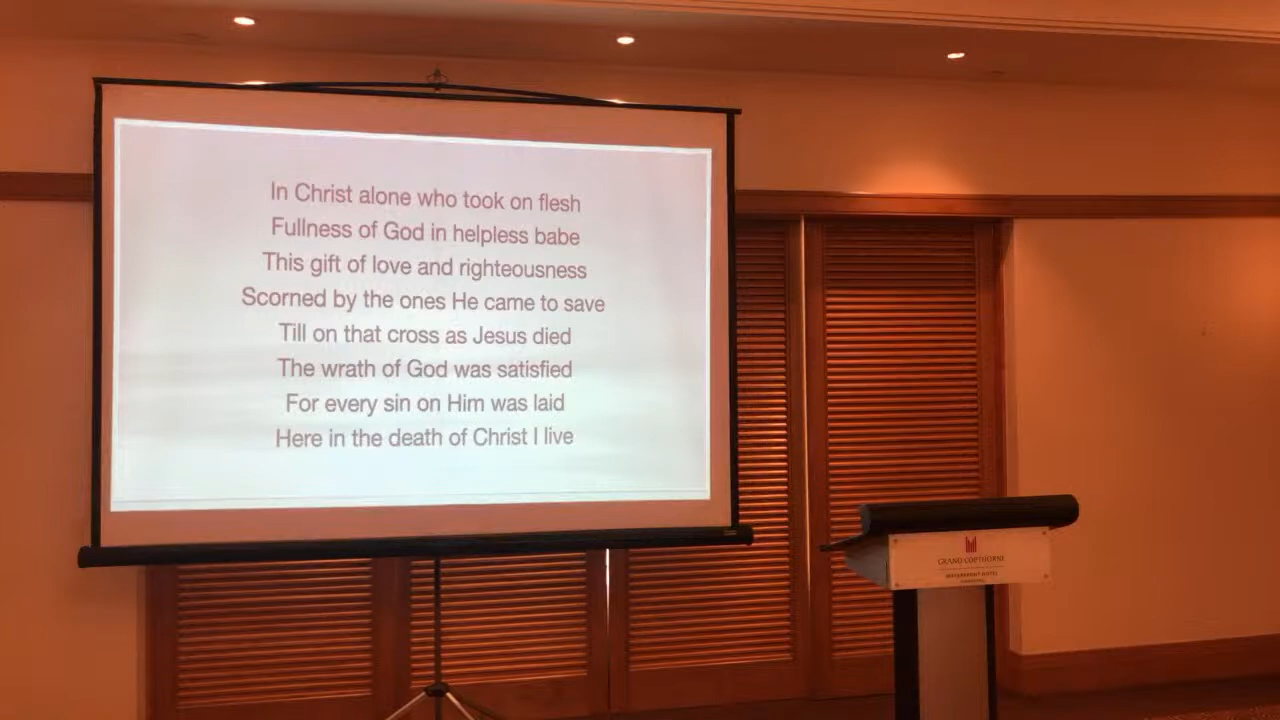 In Christ alone who took on flesh
Fullness of God in helpless babe
This gift of love and righteousness
Scorned by the ones He came to save
Till on that cross as Jesus died
The wrath of God was satisfied
For every sin on Him was laid
Here in the death of Christ I live
GRAND COPTHORNE
WATERFRONT HOTEL